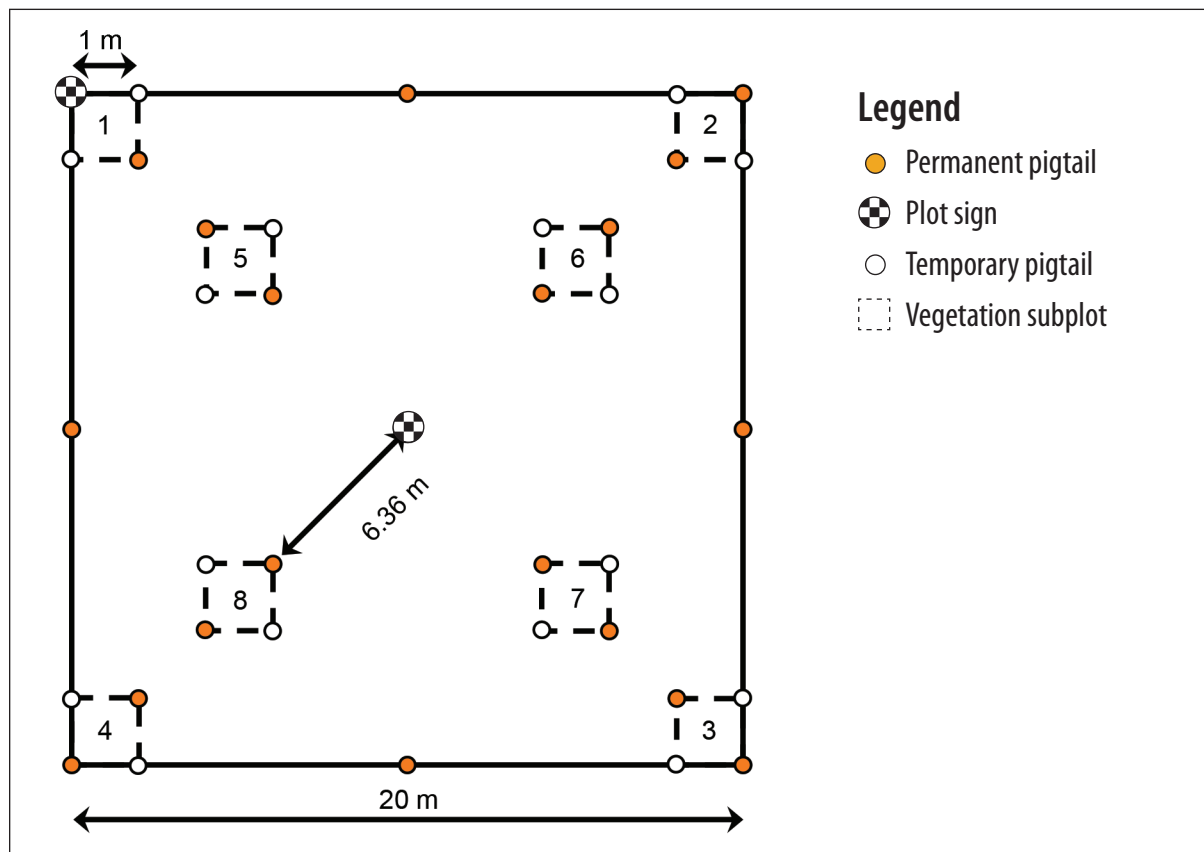 1 m
1
2
5
6
6.36 m
8
7
4
3
20 m
Legend
Permanent pigtail
Plot sign
Temporary pigtail
Vegetation subplot